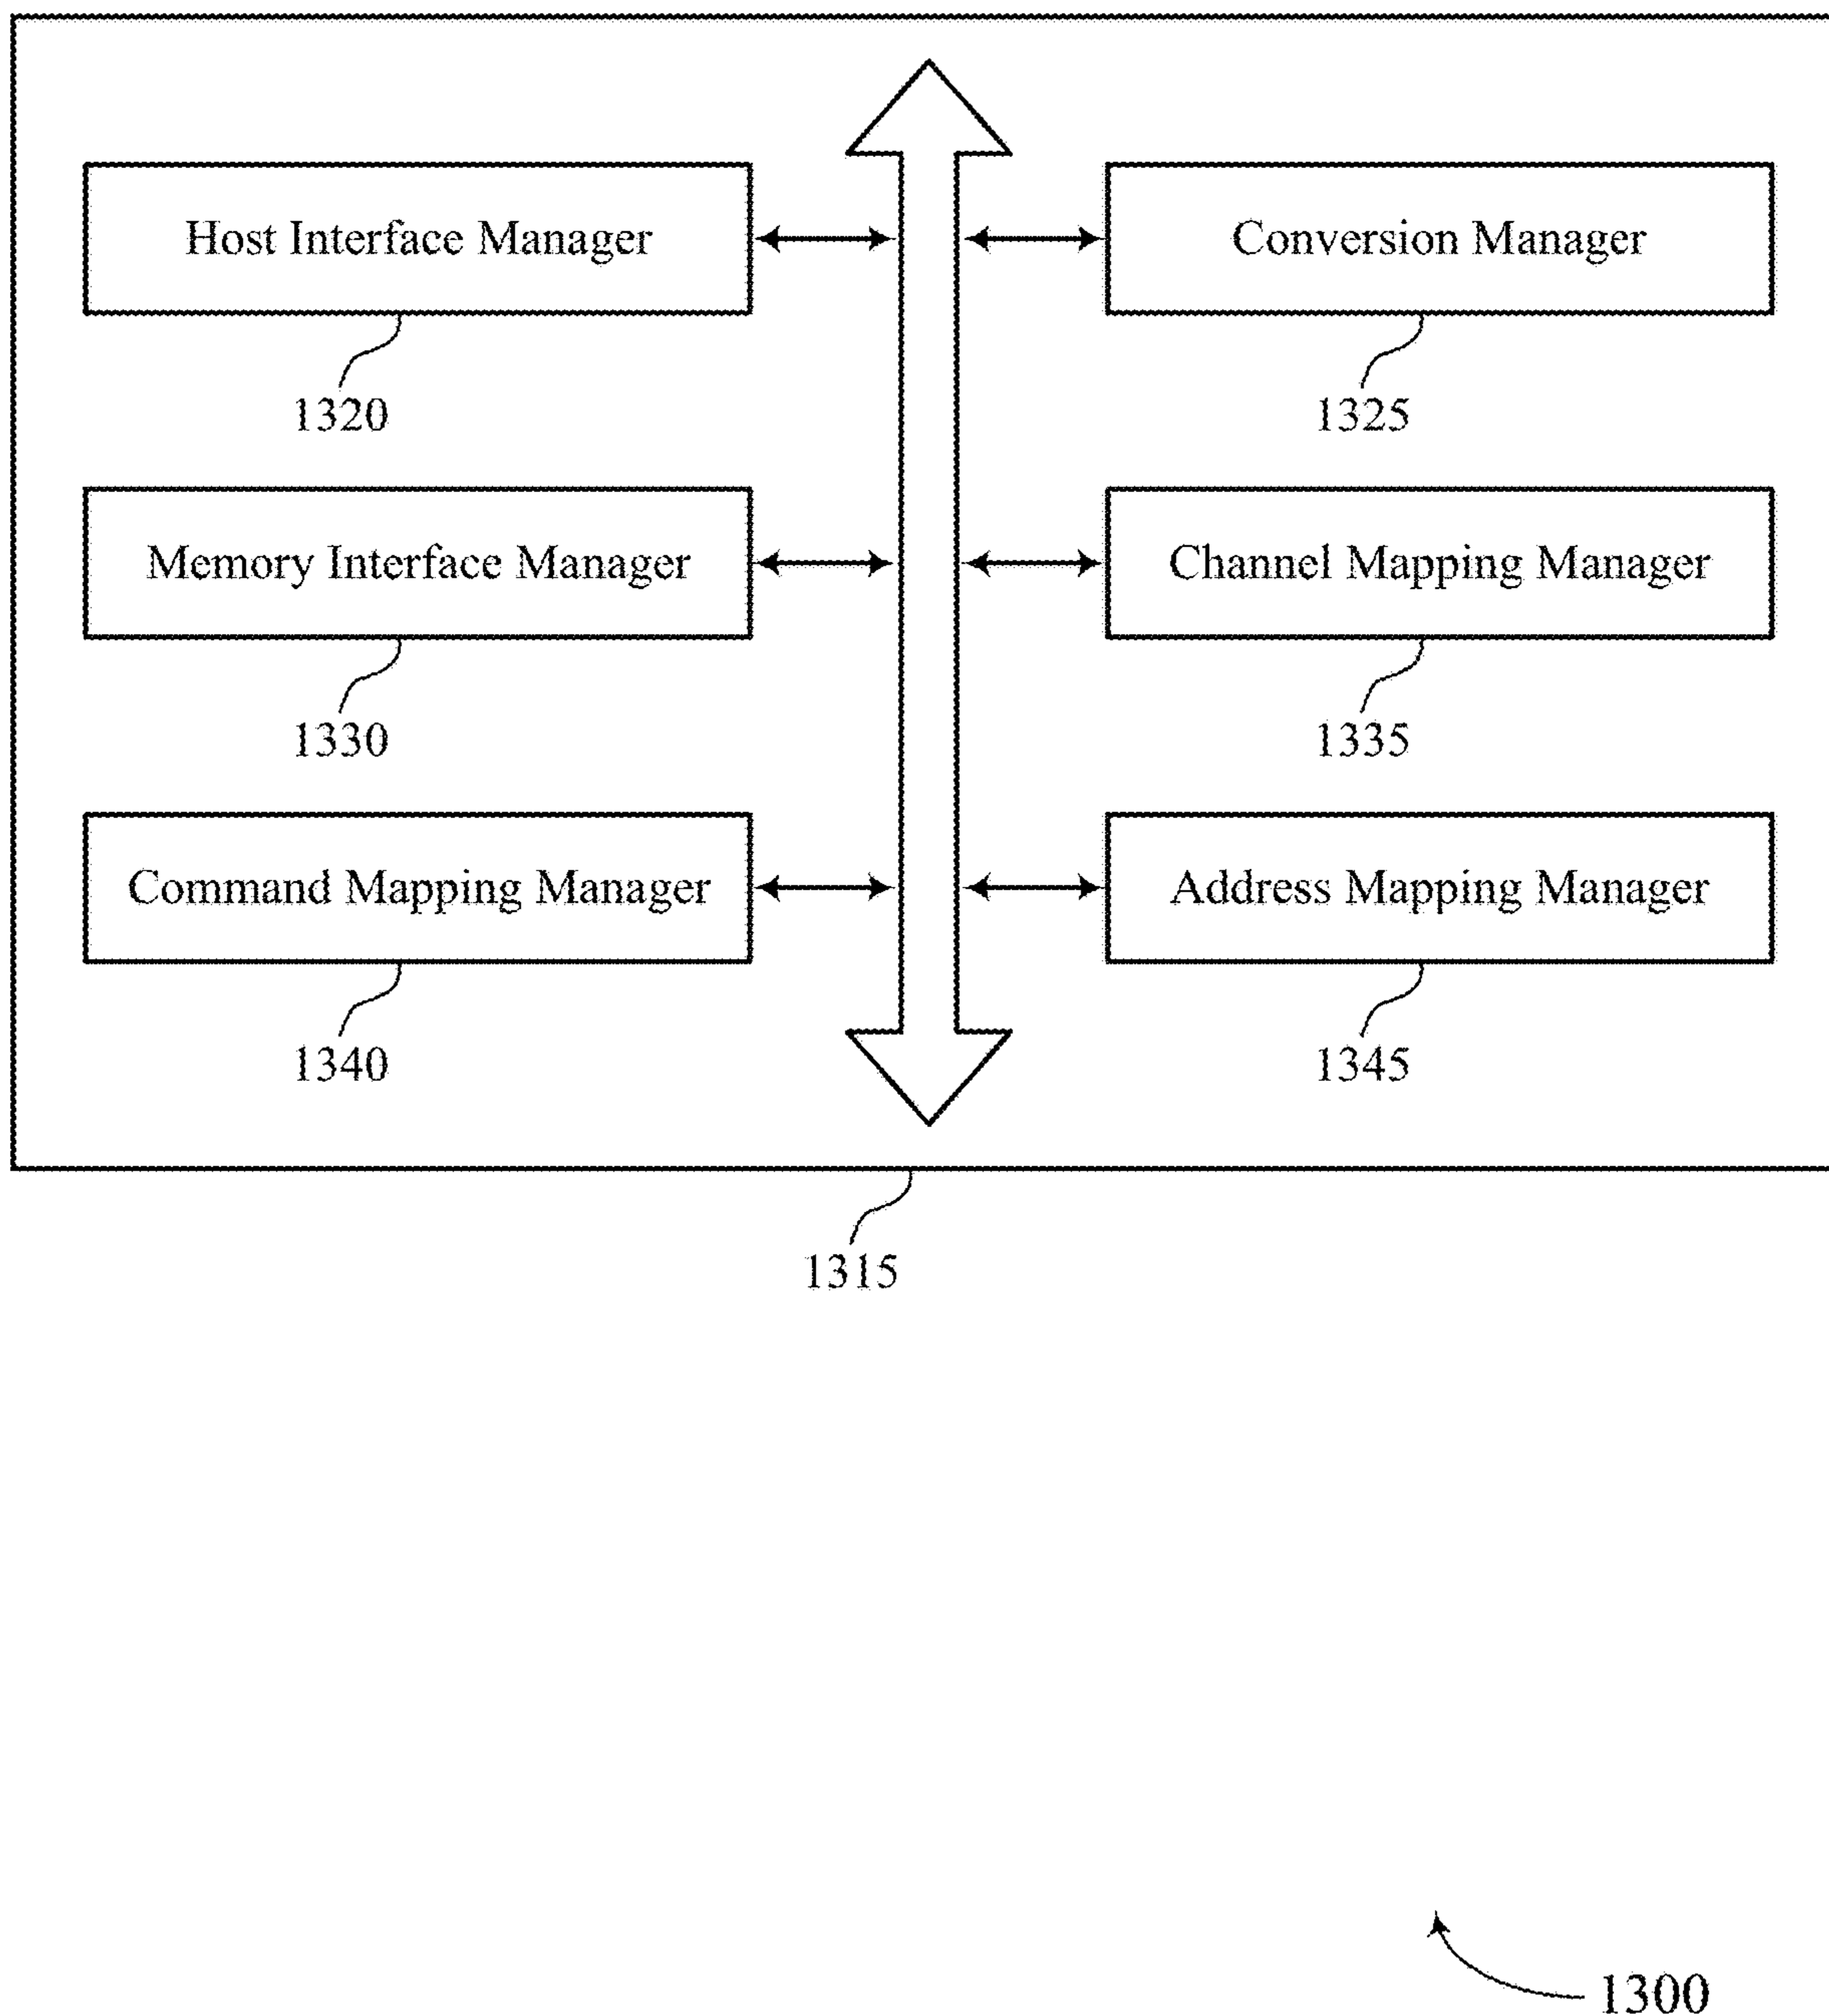 Host Interface Manager
Conversion Manager
1320
1325
Memory Interface Manager
Channel Mapping Manager
1330
1335
Command Mapping Manager
Address Mapping Manager
1340
1345
1315
1300